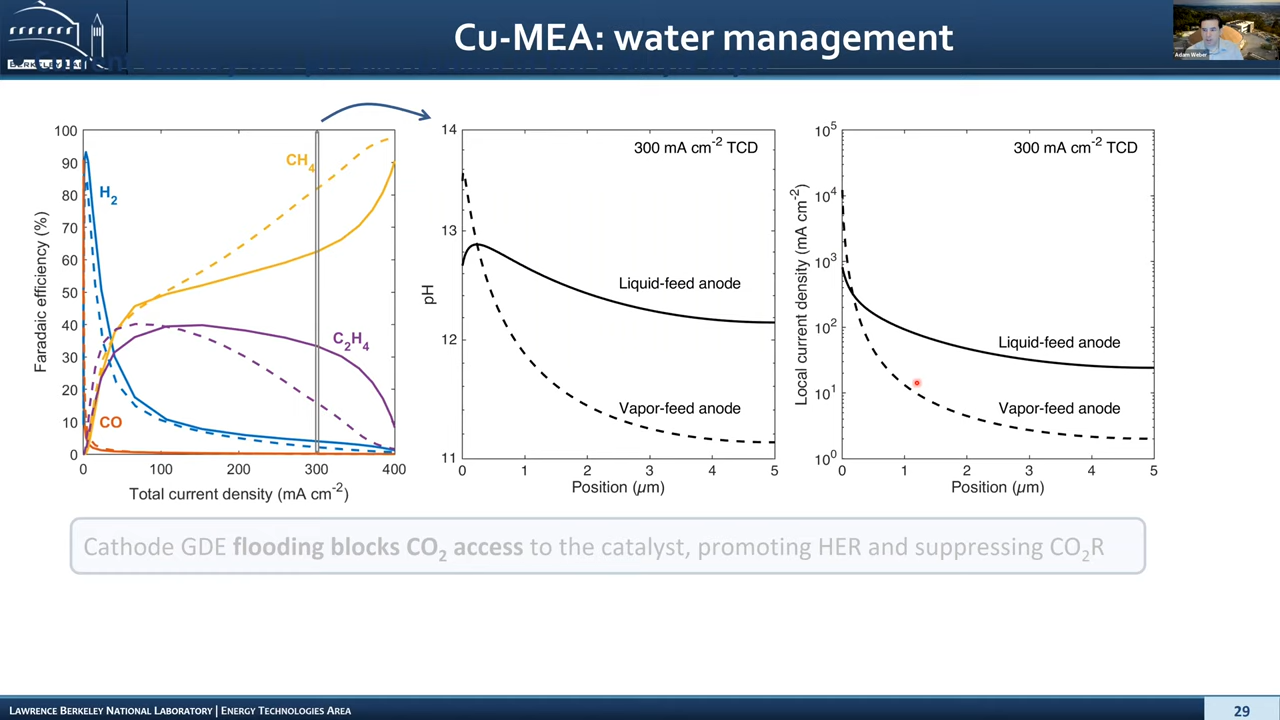 Cu-MEA: water management
BERKELEY LAB
Adam Weber
100
90
80
70
60
50
40
30
20
10
0
Faradaic efficiency (%)
H2
CH4
C2H4
CO
0 100 200 300 400
Total current density (mA cm-2)
14
13
12
11
pH
300 mA cm-2 TCD
Liquid-feed anode
Vapor-feed anode
0 1 2 3 4 5
Position (µm)
10^5
10^4
10^3
10^2
10^1
10^0
Local current density (mA cm-2)
300 mA cm-2 TCD
Liquid-feed anode
Vapor-feed anode
0 1 2 3 4 5
Position (µm)
Cathode GDE flooding blocks CO2 access to the catalyst, promoting HER and suppressing CO2R
LAWRENCE BERKELEY NATIONAL LABORATORY | ENERGY TECHNOLOGIES AREA
29